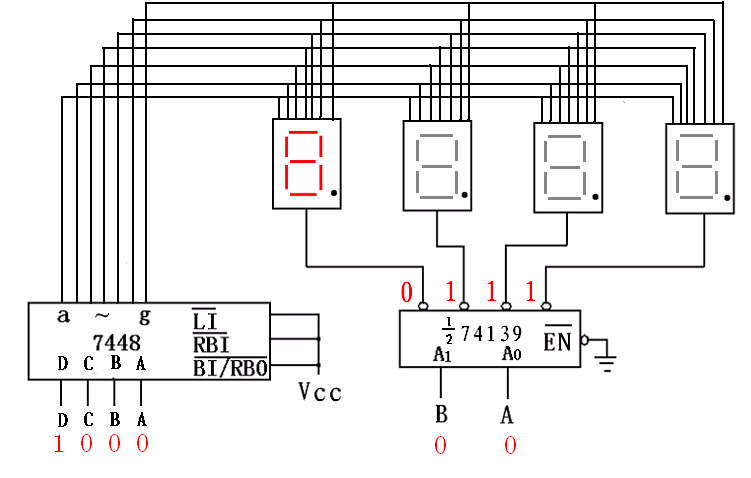 0 1 1 1
a ~ g
7448
LI
RBI
BI/RBO
D C B A
Vcc
1/2 74139
EN
A1 A0
D C B A
1 0 0 0
B A
0 0